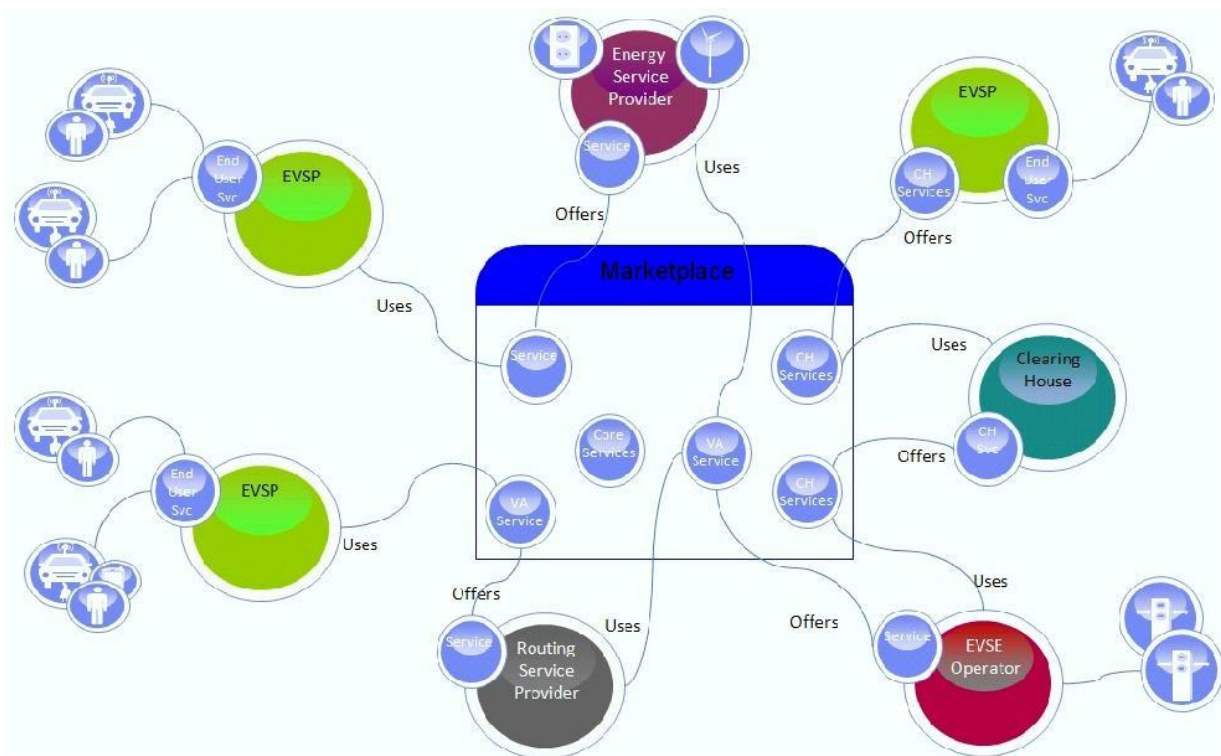 Energy
Service
Provider
Service
Uses
Offers
EVSP
CH
Services
End
User
Svc
Offers
End
User
Svc
EVSP
Uses
Marketplace
Service
CH
Services
Uses
Clearing
House
CH
Svc
Offers
Core
Services
VA
Service
CH
Services
VA
Service
End
User
Svc
EVSP
Uses
Offers
Service
Routing
Service
Provider
Uses
Offers
Uses
Service
EVSE
Operator